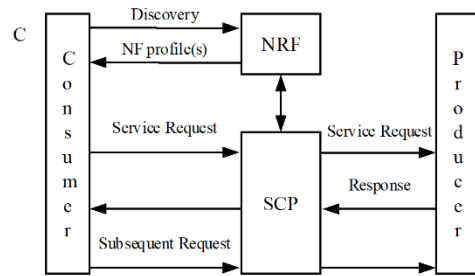 C
Discovery
NF profile(s)
NRF
Consumer
Producer
Service Request
Service Request
Response
SCP
Subsequent Request